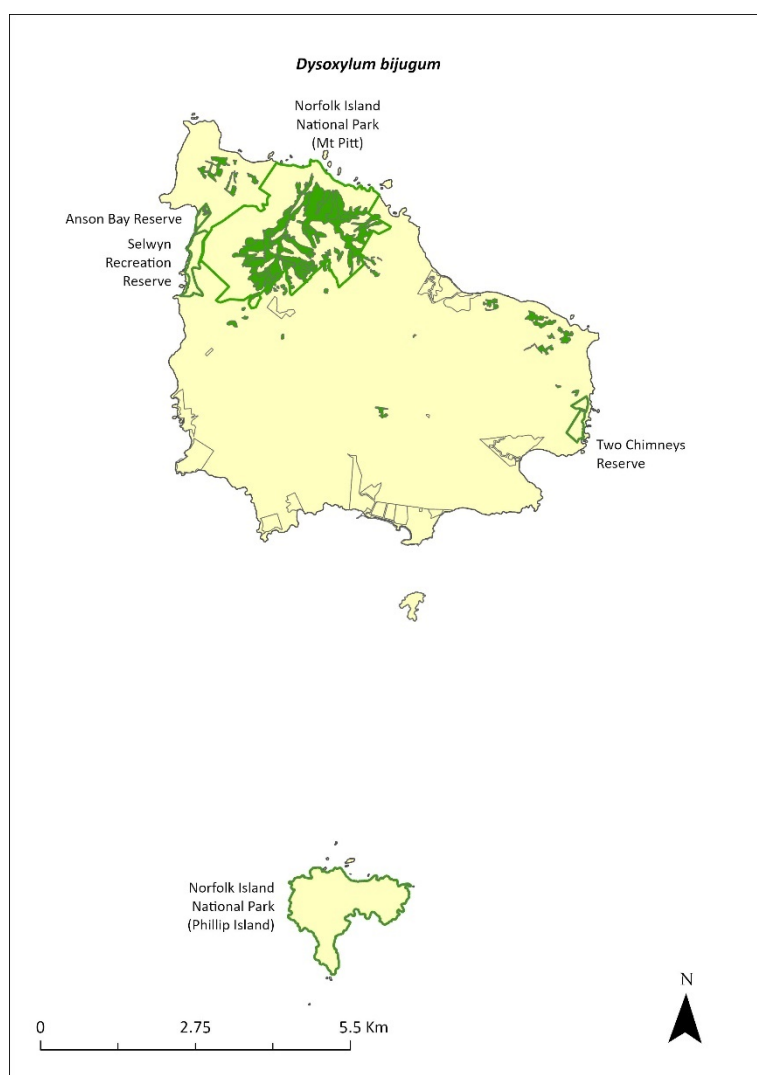 Dysoxylum bijugum
Norfolk Island
National Park
(Mt Pitt)
Anson Bay Reserve
Selwyn
Recreation
Reserve
Two Chimneys
Reserve
Norfolk Island
National Park
(Phillip Island)
N
0 2.75 5.5 Km